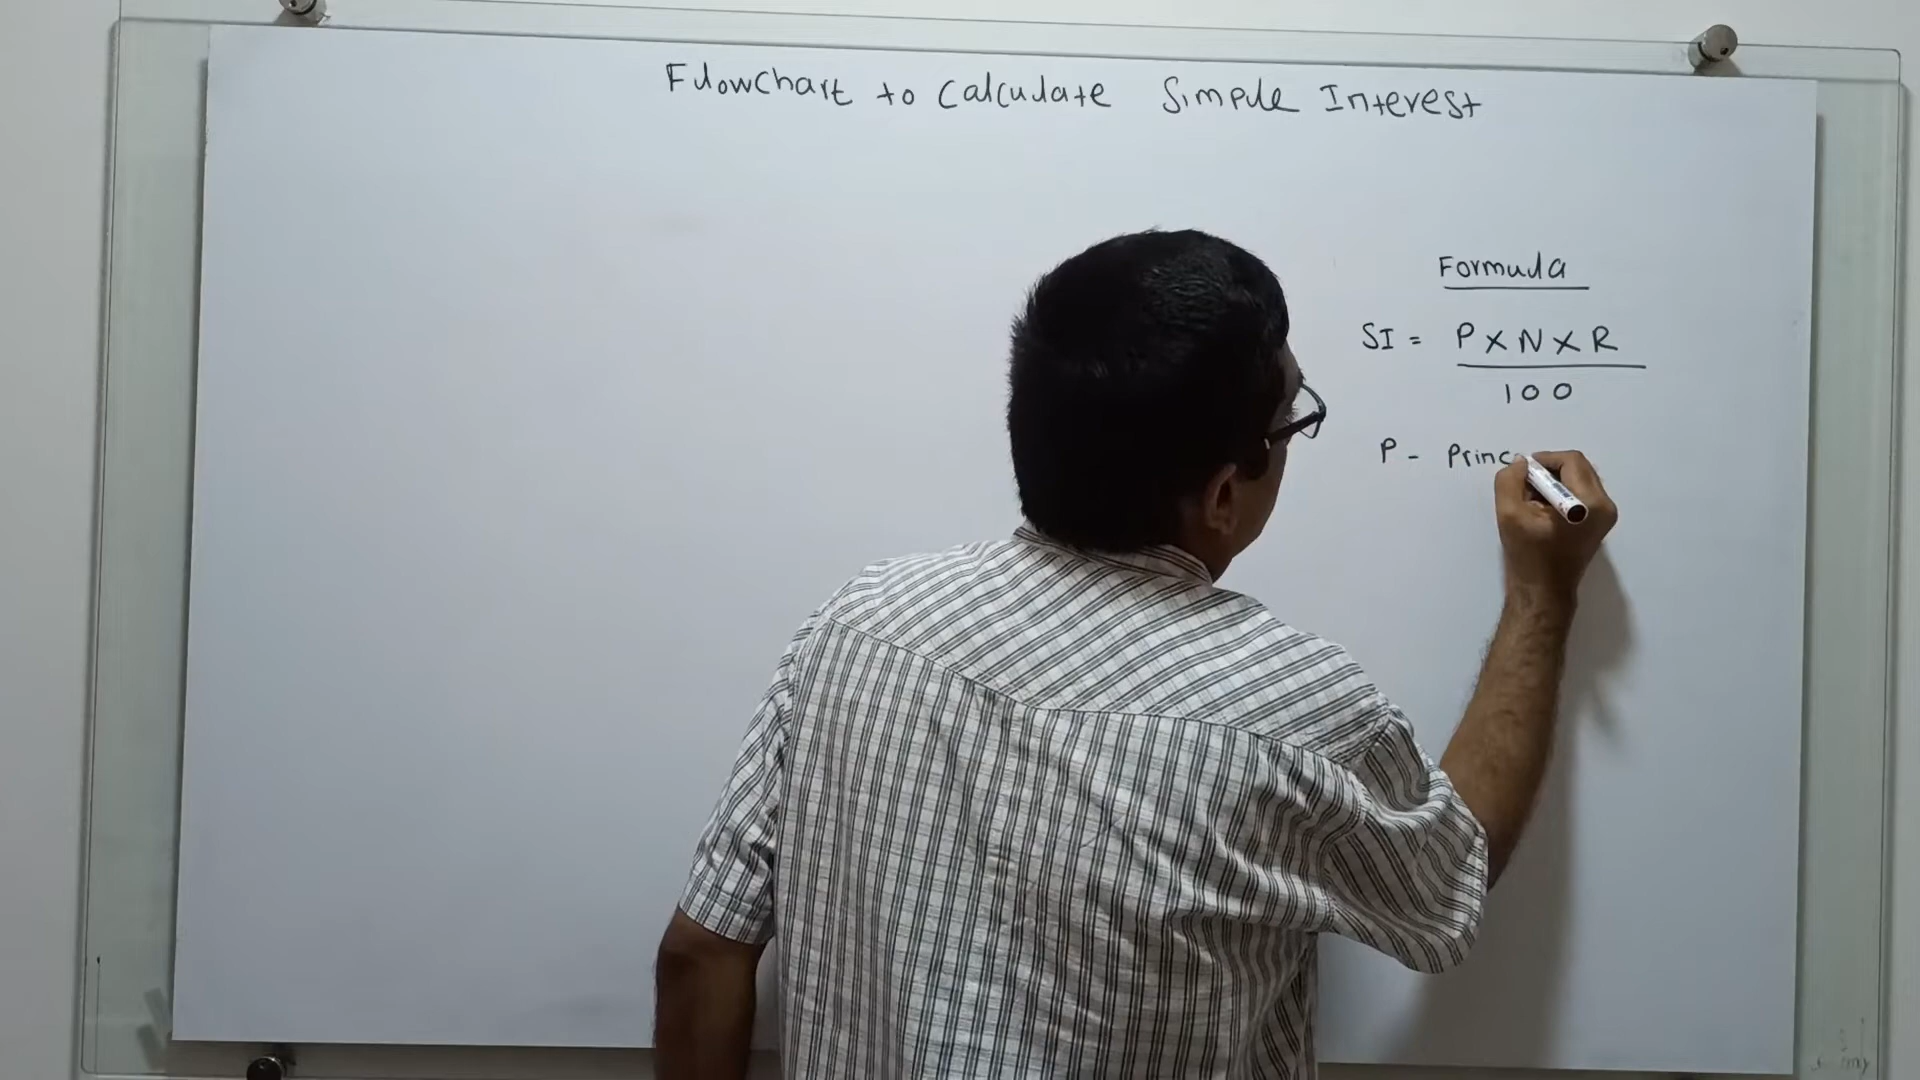 Flowchart to Calculate Simple Interest
Formula
SI = P X N X R
100
P - Princ